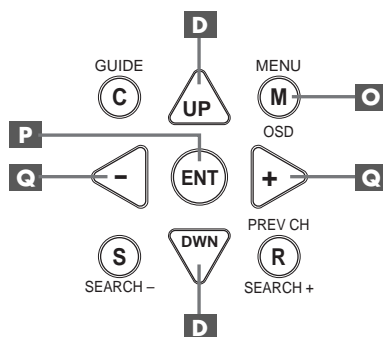 D
GUIDE MENU
C UP M O
P OSD
Q - ENT + Q
PREV CH
S DWN R
SEARCH – SEARCH +
D